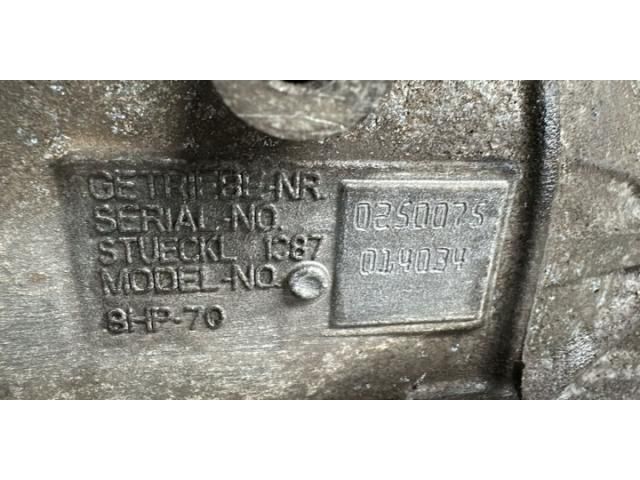 GETRIEBE-NR.
SERIAL-NO.
STUECKL 1387
MODEL-NO.
8HP-70
0250075
014034